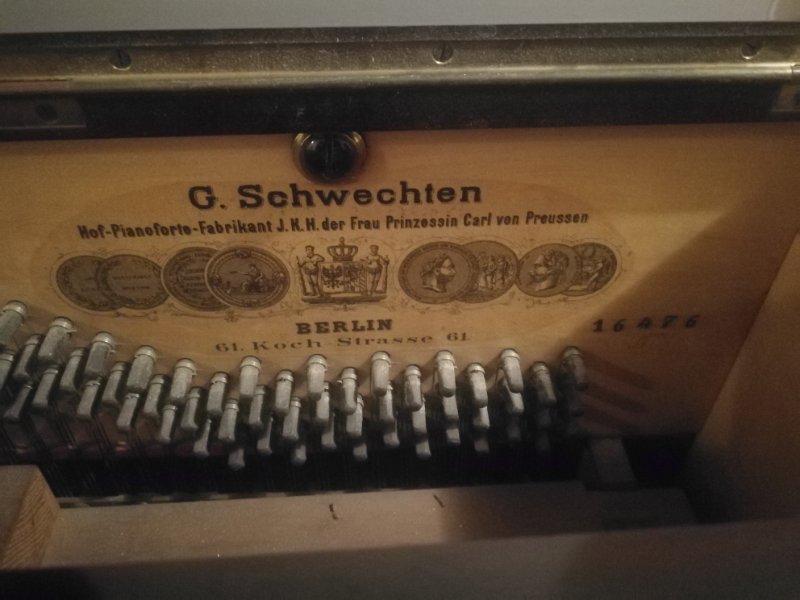 G. Schwechten
Hof-Pianoforte-Fabrikant J.K.H. der Frau Prinzessin Carl von Preussen
BERLIN
61. Koch Strasse 61
16476